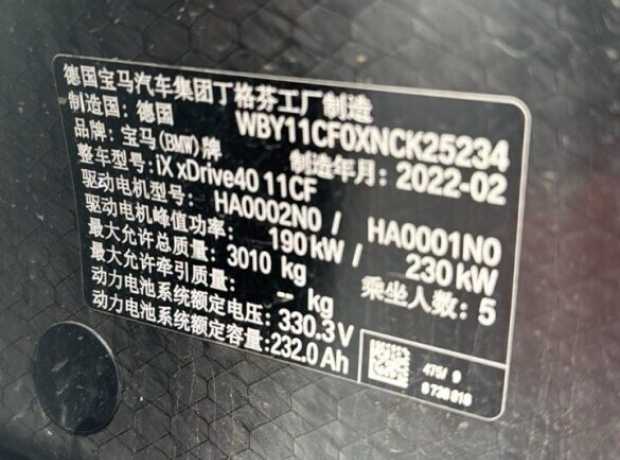 德国宝马汽车集团丁格芬工厂制造
制造国: 德国 WBY11CF0XNCK25234
品牌: 宝马(BMW)牌 制造年月: 2022-02
整车型号: iX xDrive40 11CF
驱动电机型号: HA0002N0 / HA0001N0
驱动电机峰值功率: 190 kW / 230 kW
最大允许总质量: 3010 kg 乘坐人数: 5
最大允许牵引质量: -- kg
动力电池系统额定电压: 330.3 V
动力电池系统额定容量: 232.0 Ah